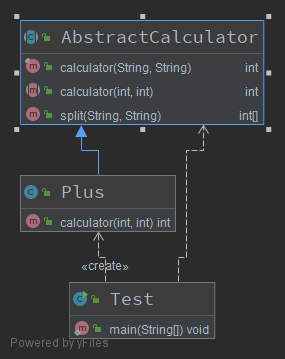 AbstractCalculator
calculator(String, String) int
calculator(int, int) int
split(String, String) int[]
Plus
calculator(int, int) int
«create»
Test
main(String[]) void
Powered by yFiles